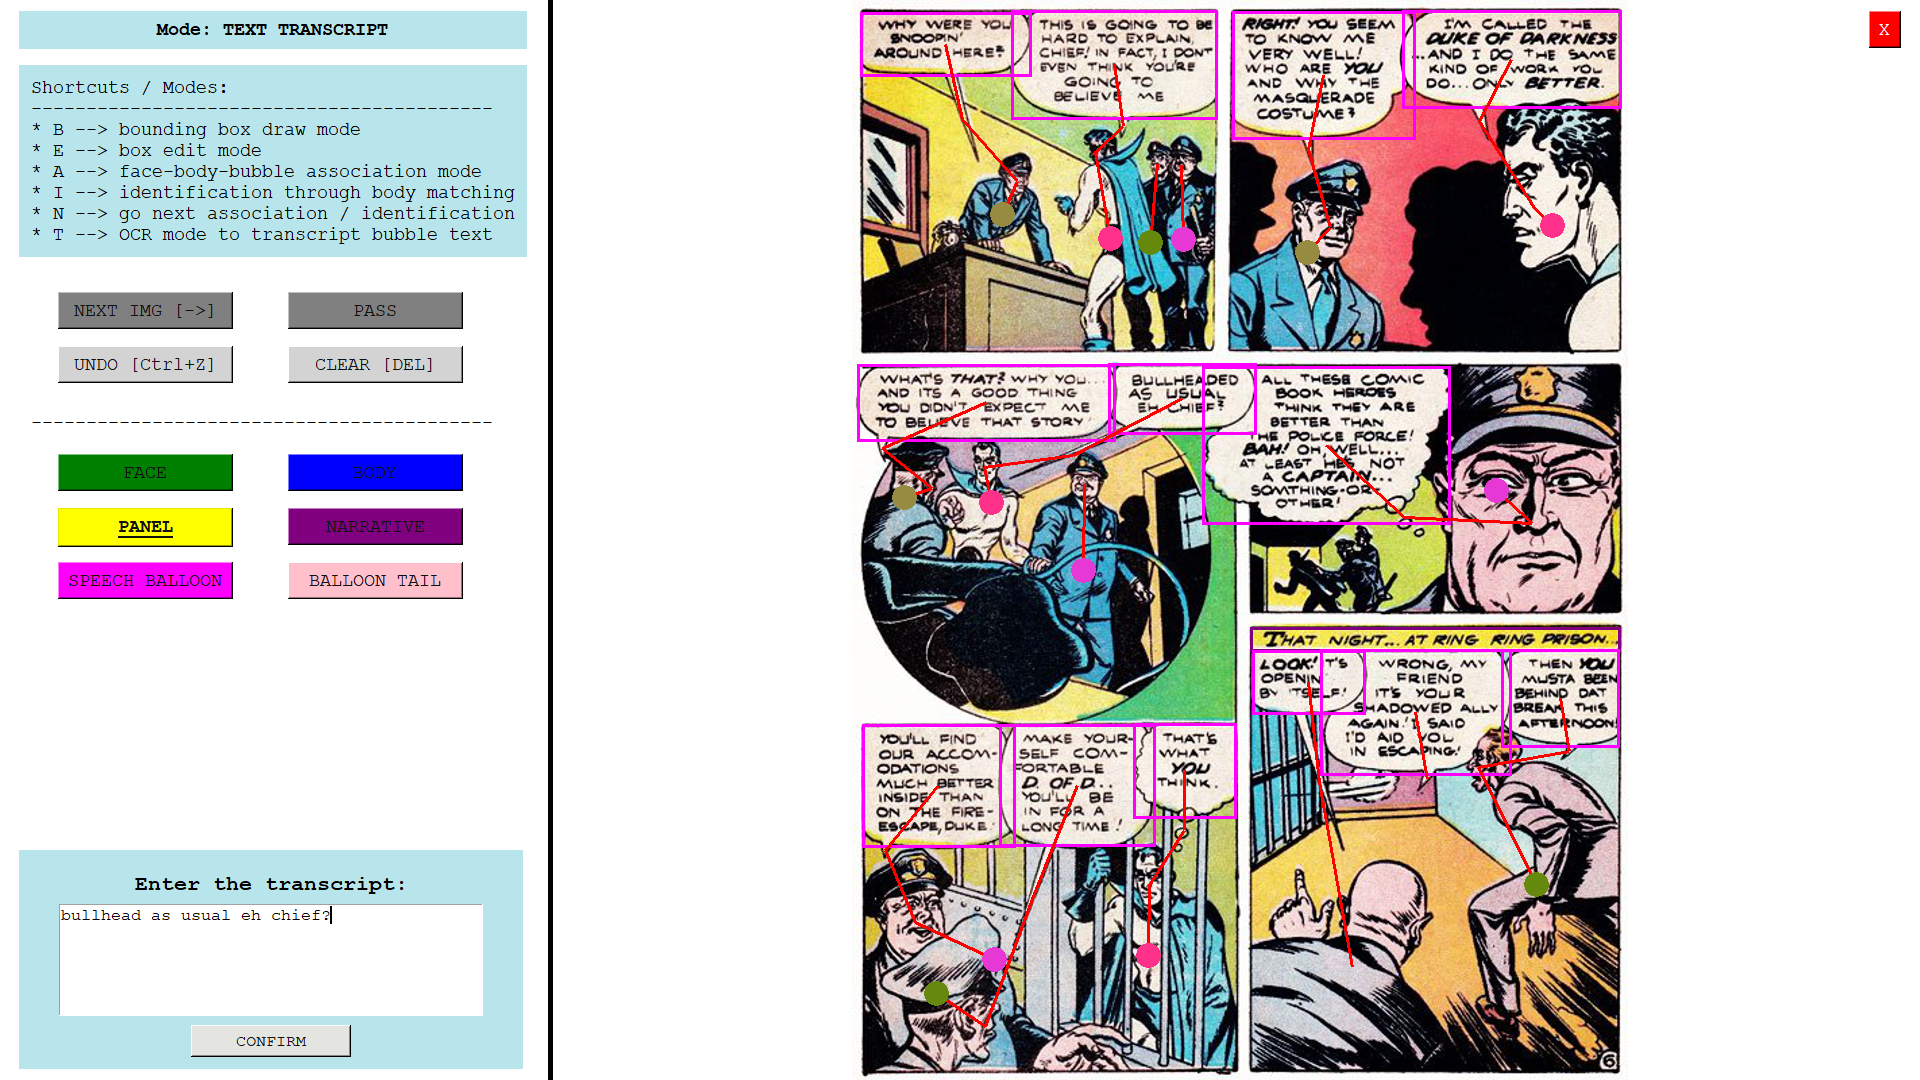 Mode: TEXT TRANSCRIPT
Shortcuts / Modes:
------------------------------------------
* B --> bounding box draw mode
* E --> box edit mode
* A --> face-body-bubble association mode
* I --> identification through body matching
* N --> go next association / identification
* T --> OCR mode to transcript bubble text
NEXT IMG [->]
PASS
UNDO [Ctrl+Z]
CLEAR [DEL]
------------------------------------------
FACE
BODY
PANEL
NARRATIVE
SPEECH BALLOON
BALLOON TAIL
Enter the transcript:
bullhead as usual eh chief?
CONFIRM
X
WHY WERE YOU
SNOOPIN'
AROUND HERE?
THIS IS GOING TO BE
HARD TO EXPLAIN,
CHIEF! IN FACT, I DON'T
EVEN THINK YOU'RE
GOING TO
BELIEVE ME
RIGHT! YOU SEEM
TO KNOW ME
VERY WELL!
WHO ARE YOU
AND WHY THE
MASQUERADE
COSTUME?
I'M CALLED THE
DUKE OF DARKNESS
...AND I DO THE SAME
KIND OF WORK YOU
DO... ONLY BETTER.
WHAT'S THAT? WHY YOU...
AND ITS A GOOD THING
YOU DIDN'T EXPECT ME
TO BELIEVE THAT STORY!
BULLHEADED
AS USUAL
EH CHIEF?
ALL THESE COMIC
BOOK HEROES
THINK THEY ARE
BETTER THAN
THE POLICE FORCE!
BAH! OH, WELL...
AT LEAST HE'S NOT
A CAPTAIN...
SOMTHING-OR-
OTHER!
YOU'LL FIND
OUR ACCOM-
ODATIONS
MUCH BETTER
INSIDE THAN
ON THE FIRE-
ESCAPE, DUKE.
MAKE YOUR-
SELF COM-
FORTABLE
D. OF D...
YOU'LL BE
IN FOR A
LONG TIME!
THAT'S
WHAT
YOU
THINK.
THAT NIGHT... AT RING RING PRISON...
LOOK! IT'S
OPENIN'
BY ITSELF!
WRONG, MY
FRIEND
IT'S YOUR
SHADOWED ALLY
AGAIN! I SAID
I'D AID YOU
IN ESCAPING!
THEN YOU
MUSTA BEEN
BEHIND DAT
BREAK THIS
AFTERNOON!
6